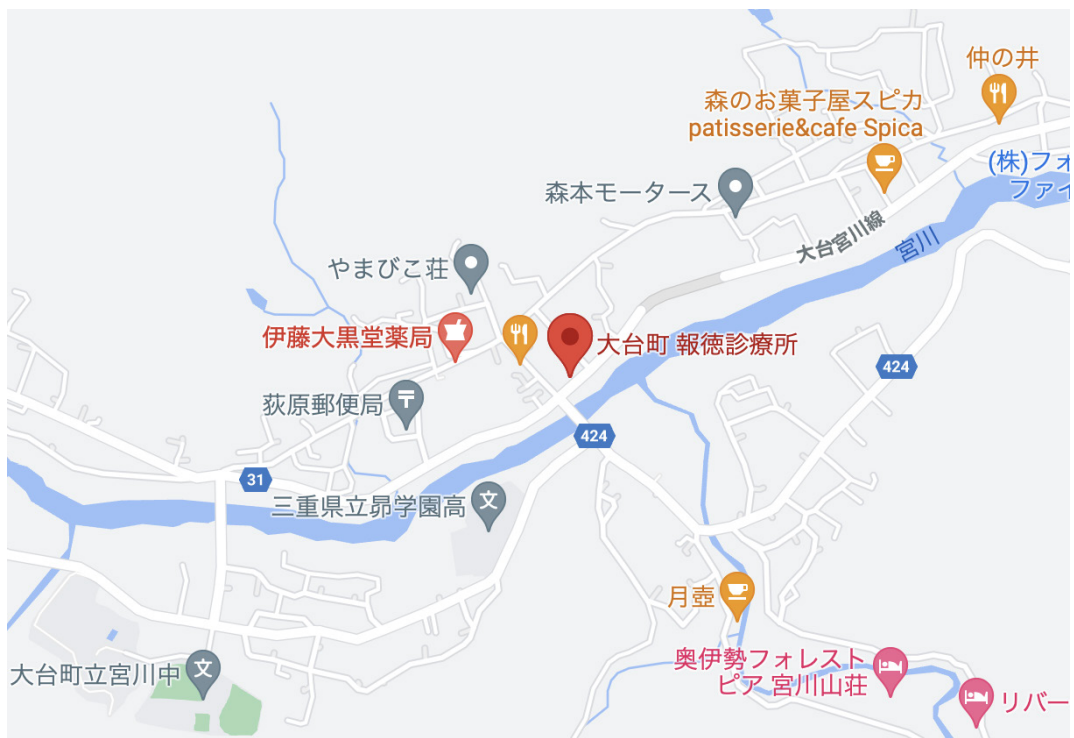 仲の井
森のお菓子屋スピカ
patisserie&cafe Spica
(株)フォ
ファイ
森本モータース
大台宮川線
宮川
やまびこ荘
伊藤大黒堂薬局
大台町 報徳診療所
424
荻原郵便局
424
31
三重県立昴学園高
文
月壺
奥伊勢フォレスト
ピア 宮川山荘
大台町立宮川中
文
リバー